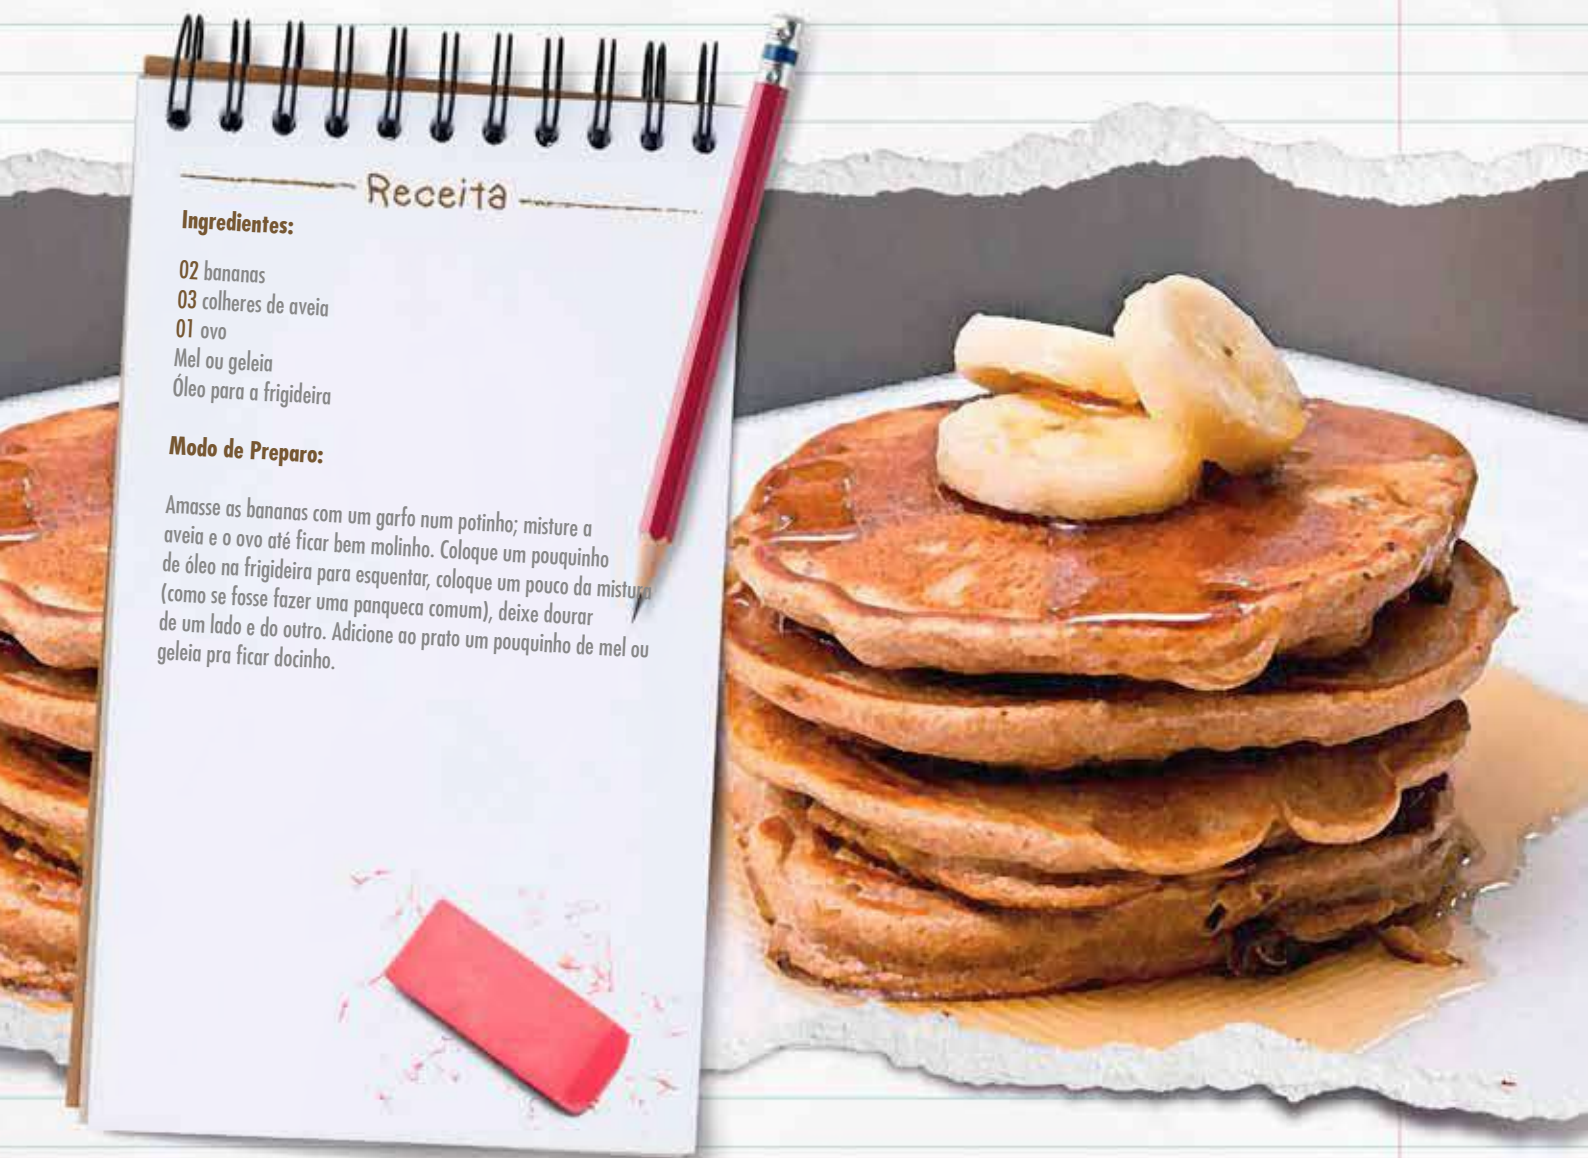 Receita
Ingredientes:
02 bananas
03 colheres de aveia
01 ovo
Mel ou geleia
Óleo para a frigideira
Modo de Preparo:
Amasse as bananas com um garfo num potinho; misture a
aveia e o ovo até ficar bem molinho. Coloque um pouquinho
de óleo na frigideira para esquentar, coloque um pouco da mistura
(como se fosse fazer uma panqueca comum), deixe dourar
de um lado e do outro. Adicione ao prato um pouquinho de mel ou
geleia pra ficar docinho.